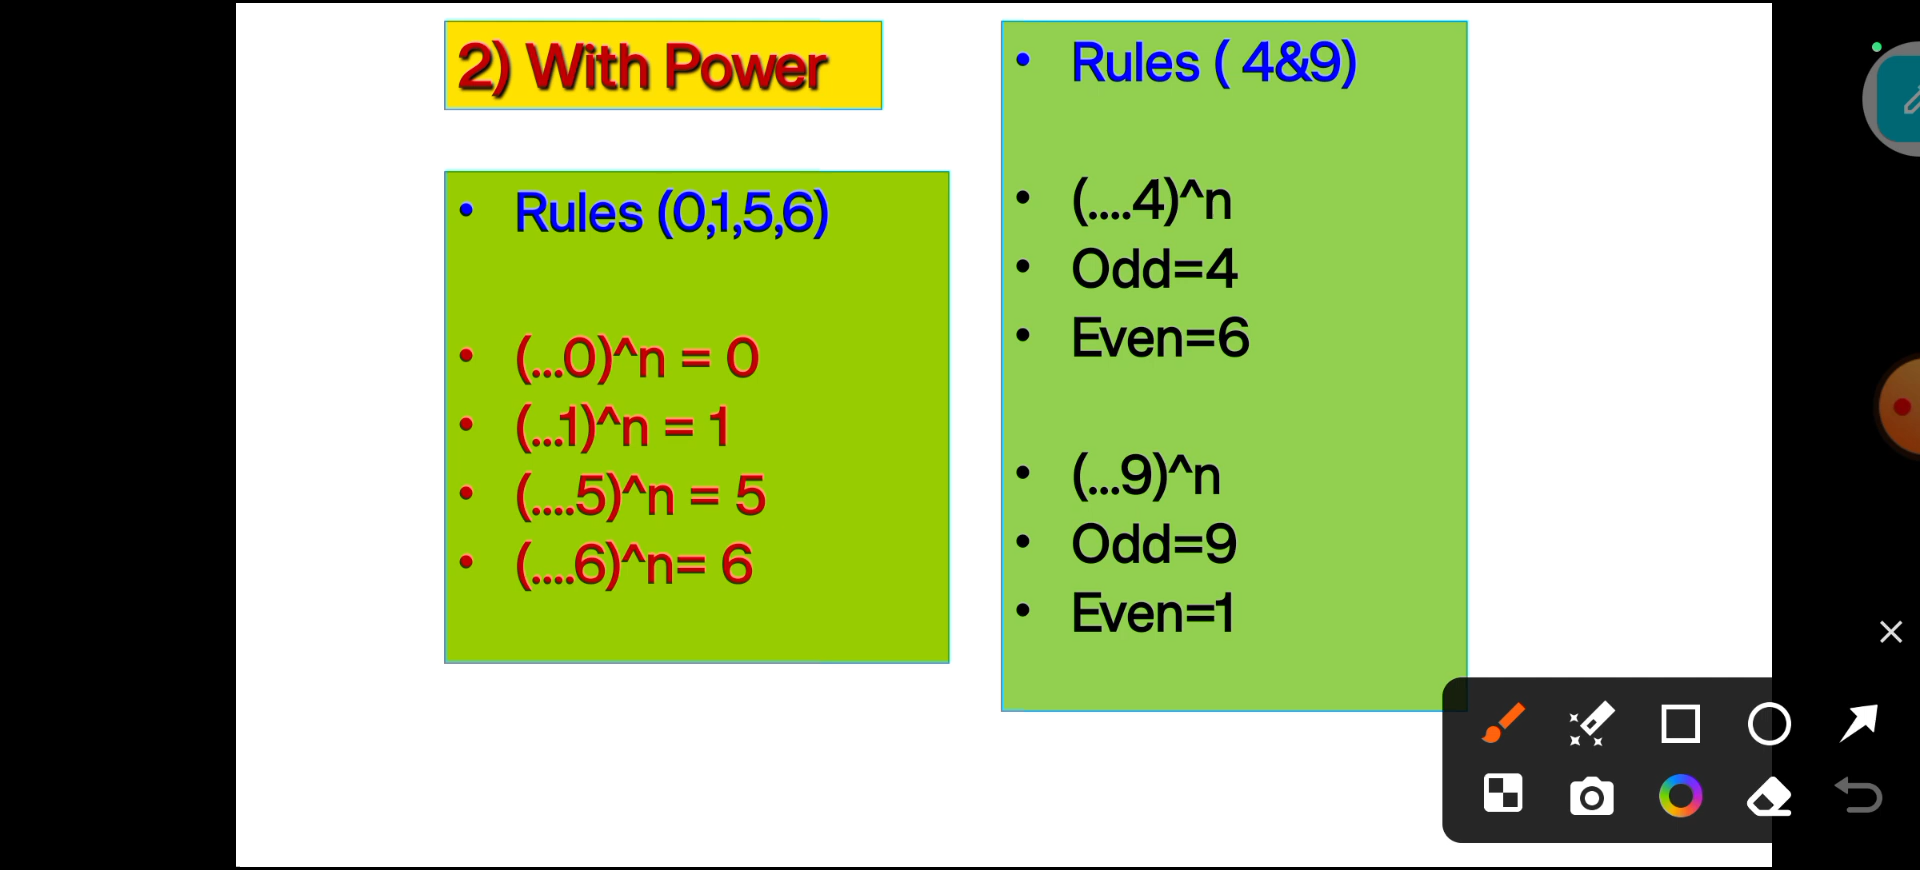 2) With Power
• Rules (0,1,5,6)
• (...0)^n = 0
• (...1)^n = 1
• (....5)^n = 5
• (....6)^n= 6
• Rules ( 4&9)
• (....4)^n
• Odd=4
• Even=6
• (...9)^n
• Odd=9
• Even=1